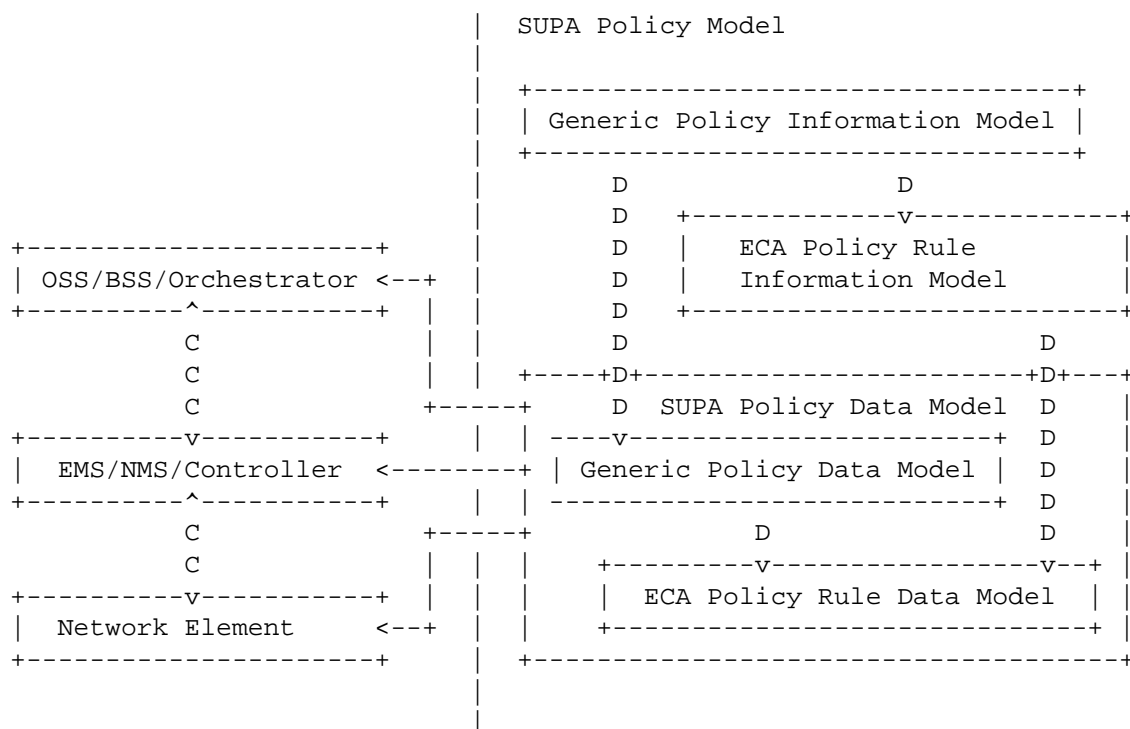 SUPA Policy Model
Generic Policy Information Model
D D
D
D ECA Policy Rule
OSS/BSS/Orchestrator D Information Model
D
C D D
C D
C D SUPA Policy Data Model D
D
EMS/NMS/Controller Generic Policy Data Model D
D
C D D
C
ECA Policy Rule Data Model
Network Element